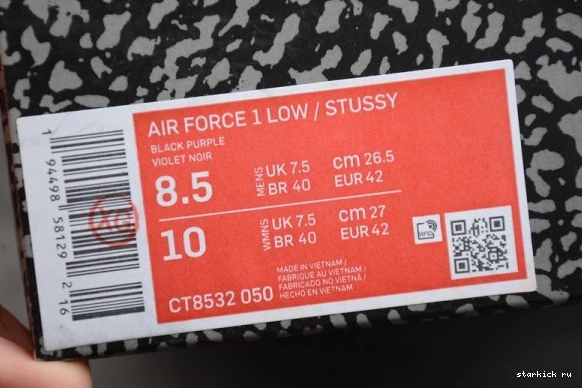 AIR FORCE 1 LOW / STUSSY
BLACK PURPLE
VIOLET NOIR
8.5
MENS
UK 7.5 cm 26.5
BR 40 EUR 42
10
WMNS
UK 7.5 cm 27
BR 40 EUR 42
MADE IN VIETNAM /
FABRIQUE AU VIETNAM /
FABRICADO NO VIETNÃ /
HECHO EN VIETNAM
CT8532 050
RFID
1 94498 58129 2 16
XG
starkick ru